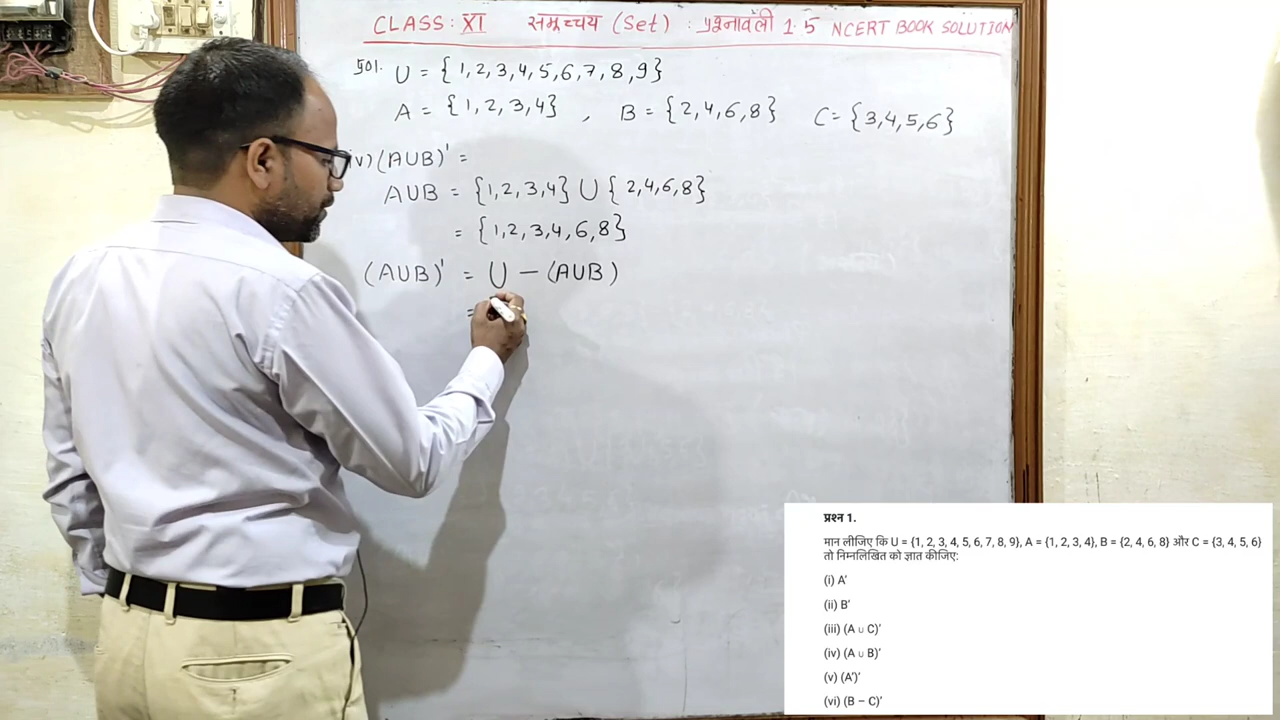 CLASS: XI समुच्चय (Set) : प्रश्नावली 1.5 NCERT BOOK SOLUTION
प्र01. U = {1,2,3,4,5,6,7,8,9}
A = {1,2,3,4} , B = {2,4,6,8} C = {3,4,5,6}
iv) (AUB)' =
AUB = {1,2,3,4} U {2,4,6,8}
= {1,2,3,4,6,8}
(AUB)' = U – (AUB)
=
प्रश्न 1.
मान लीजिए कि U = {1, 2, 3, 4, 5, 6, 7, 8, 9}, A = {1, 2, 3, 4}, B = {2, 4, 6, 8} और C = {3, 4, 5, 6}
तो निम्नलिखित को ज्ञात कीजिए:
(i) A'
(ii) B'
(iii) (A ∪ C)'
(iv) (A ∪ B)'
(v) (A')'
(vi) (B – C)'